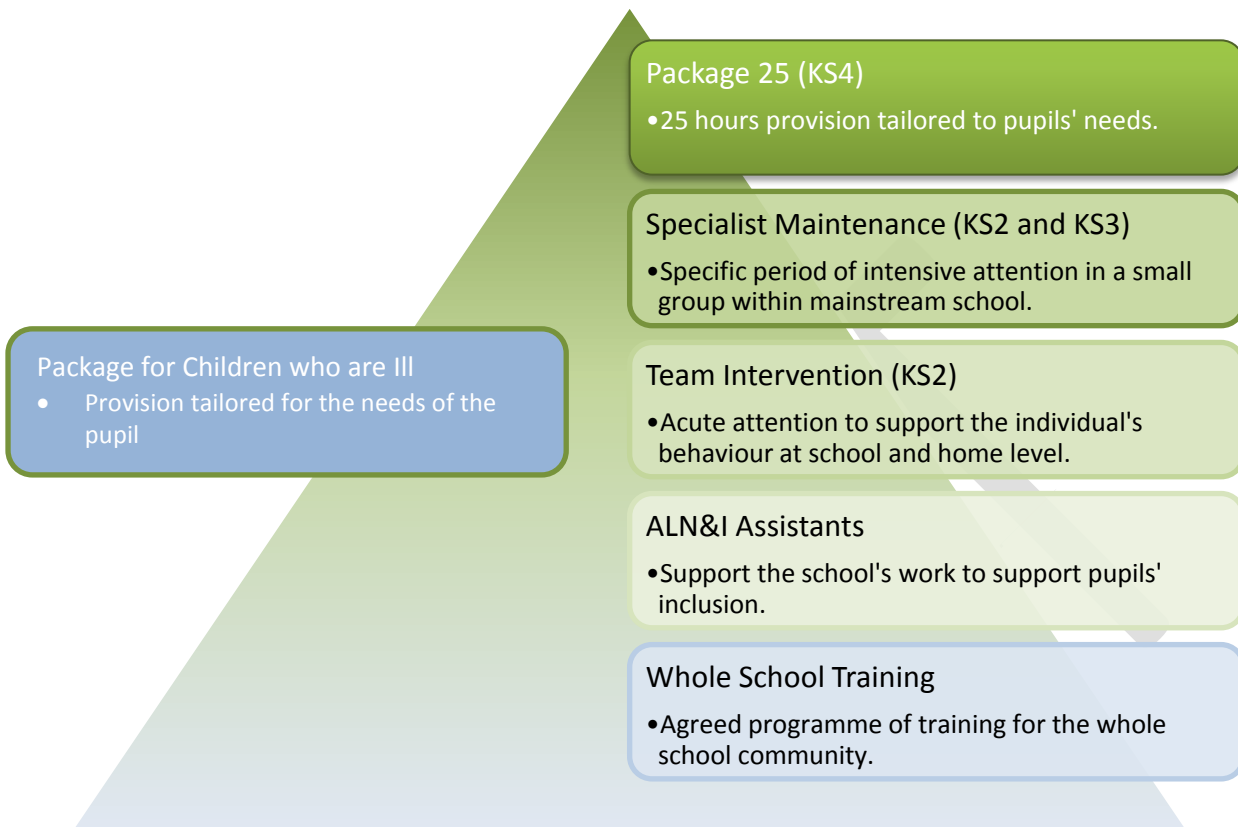 Package 25 (KS4)
•25 hours provision tailored to pupils' needs.
Specialist Maintenance (KS2 and KS3)
•Specific period of intensive attention in a small
group within mainstream school.
Package for Children who are Ill
• Provision tailored for the needs of the
pupil
Team Intervention (KS2)
•Acute attention to support the individual's
behaviour at school and home level.
ALN&I Assistants
•Support the school's work to support pupils'
inclusion.
Whole School Training
•Agreed programme of training for the whole
school community.